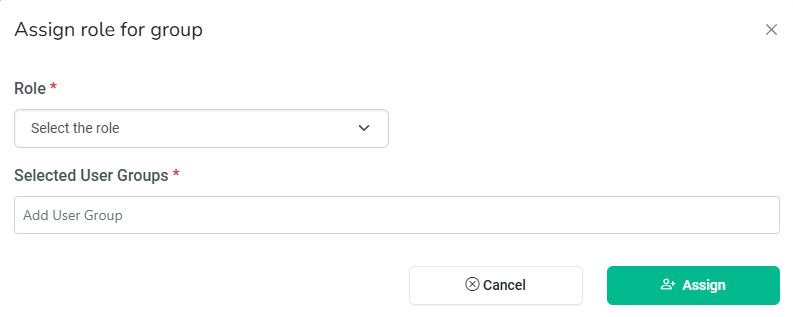 Assign role for group
Role *
Select the role
Selected User Groups *
Add User Group
Cancel
Assign